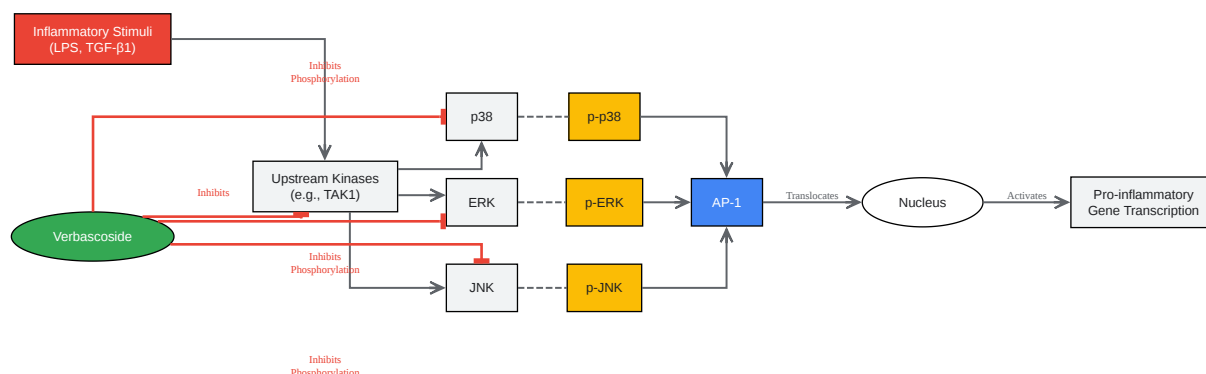 Inflammatory Stimuli
(LPS, TGF-β1)
Inhibits
Phosphorylation
p38
p-p38
Upstream Kinases
(e.g., TAK1)
Inhibits
ERK
p-ERK
AP-1
Translocates
Nucleus
Activates
Pro-inflammatory
Gene Transcription
Verbascoside
Inhibits
Phosphorylation
JNK
p-JNK
Inhibits
Phosphorylation